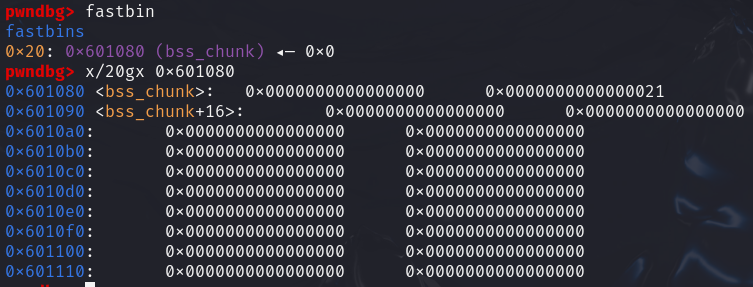 pwndbg> fastbin
fastbins
0x20: 0x601080 (bss_chunk) ◂— 0x0
pwndbg> x/20gx 0x601080
0x601080 <bss_chunk>: 0x0000000000000000 0x0000000000000021
0x601090 <bss_chunk+16>: 0x0000000000000000 0x0000000000000000
0x6010a0: 0x0000000000000000 0x0000000000000000
0x6010b0: 0x0000000000000000 0x0000000000000000
0x6010c0: 0x0000000000000000 0x0000000000000000
0x6010d0: 0x0000000000000000 0x0000000000000000
0x6010e0: 0x0000000000000000 0x0000000000000000
0x6010f0: 0x0000000000000000 0x0000000000000000
0x601100: 0x0000000000000000 0x0000000000000000
0x601110: 0x0000000000000000 0x0000000000000000